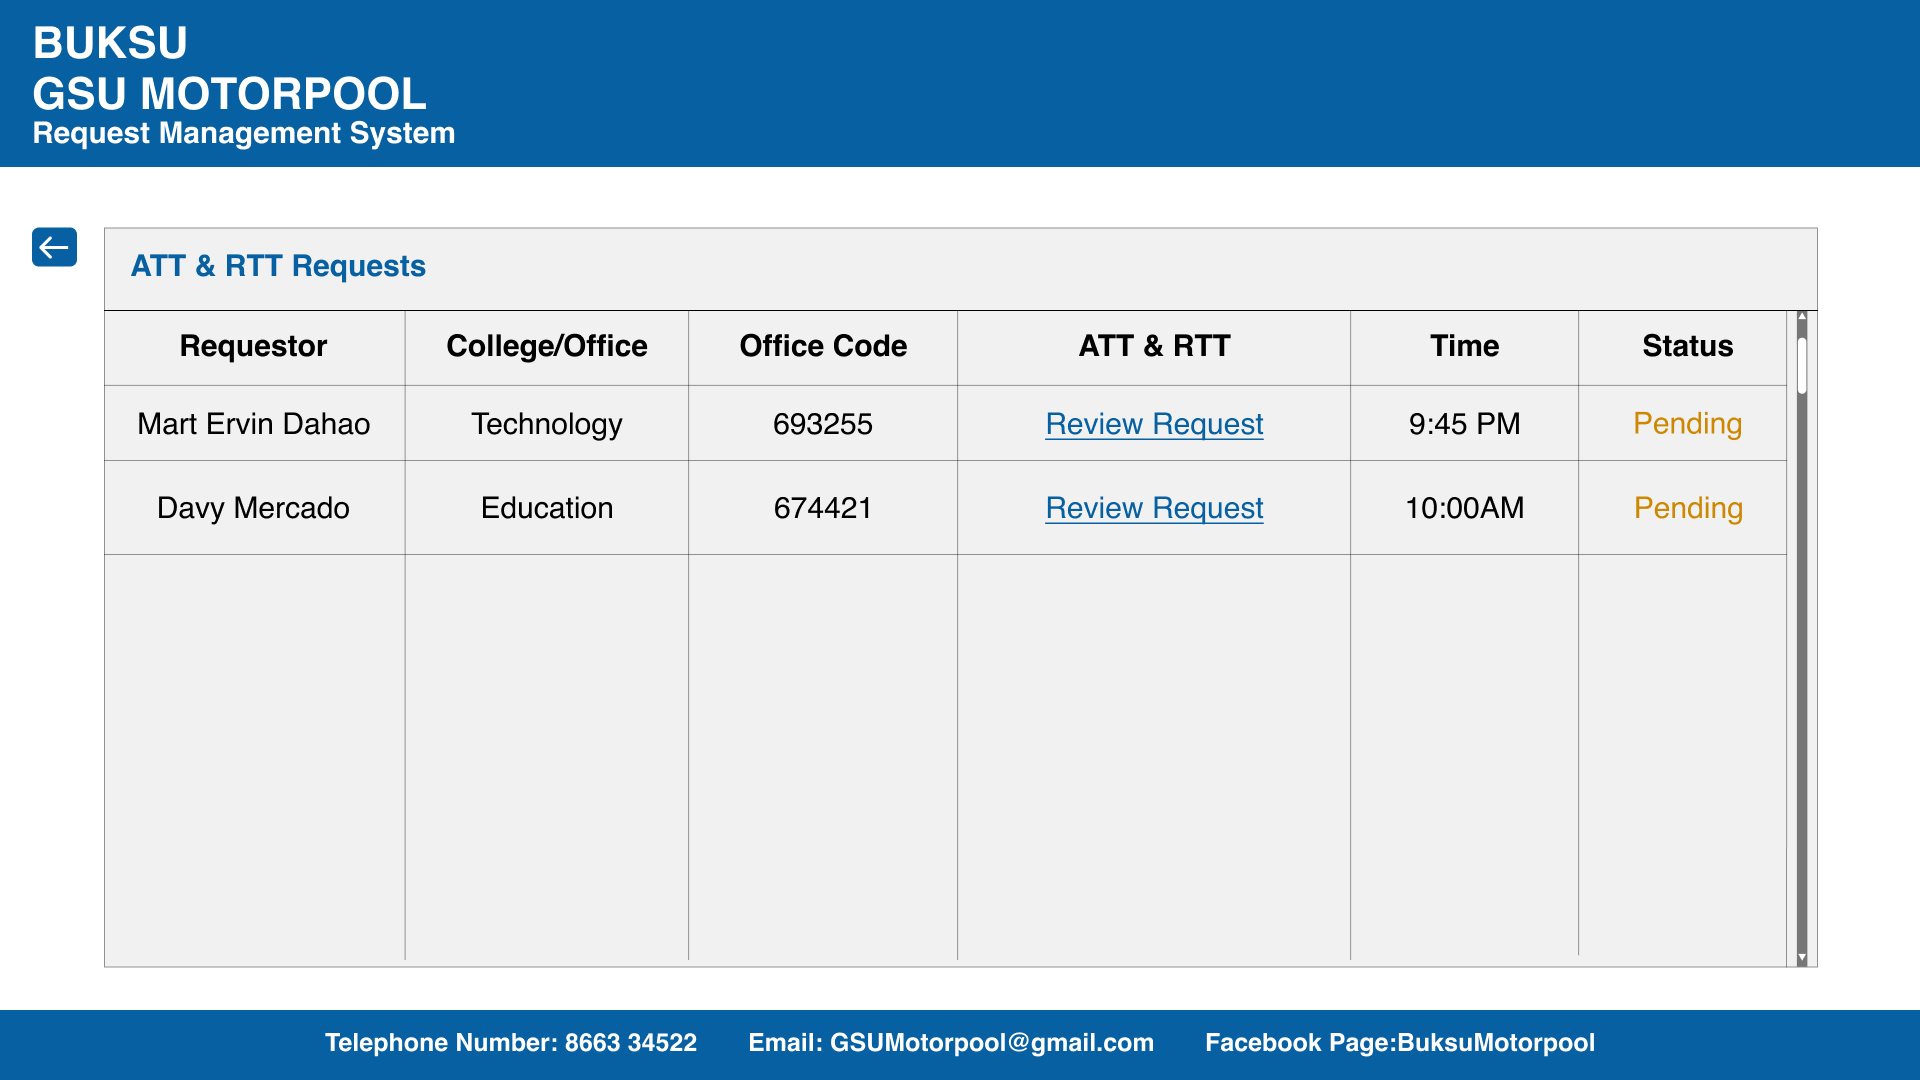 BUKSU
GSU MOTORPOOL
Request Management System
ATT & RTT Requests
Requestor College/Office Office Code ATT & RTT Time Status
Mart Ervin Dahao Technology 693255 Review Request 9:45 PM Pending
Davy Mercado Education 674421 Review Request 10:00AM Pending
Telephone Number: 8663 34522 Email: GSUMotorpool@gmail.com Facebook Page:BuksuMotorpool